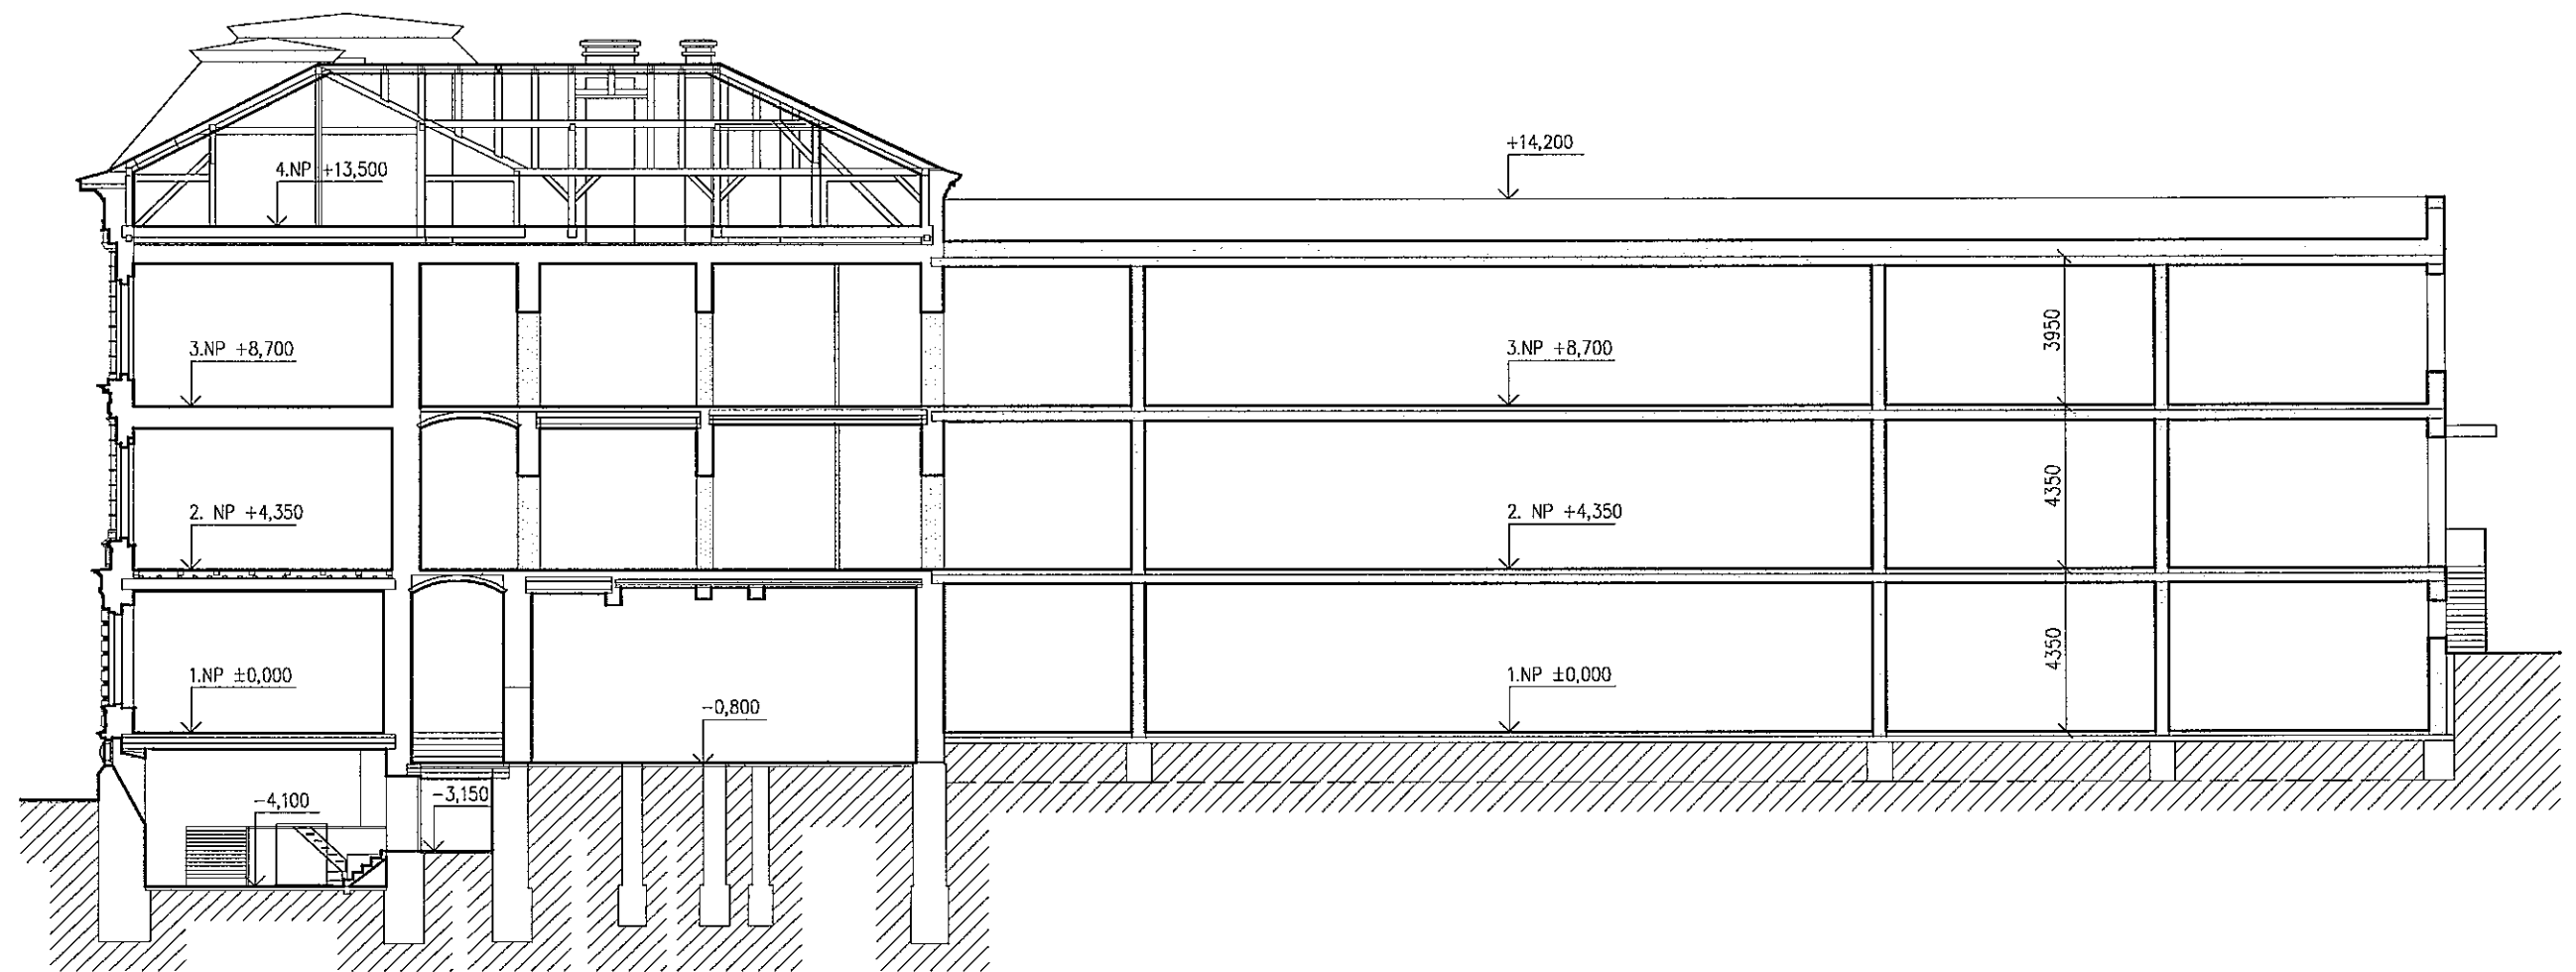 +14,200
4.NP +13,500
3.NP +8,700
3.NP +8,700
3950
2. NP +4,350
2. NP +4,350
4350
1.NP ±0,000
1.NP ±0,000
4350
-0,800
-4,100
-3,150